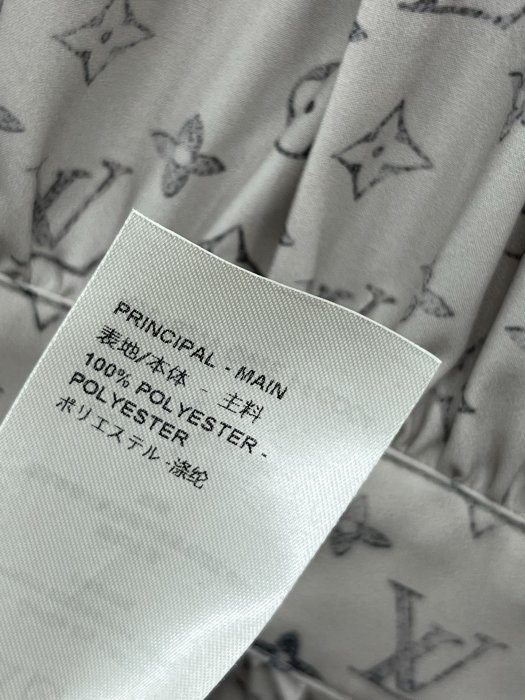 PRINCIPAL - MAIN
表地/本体 - 主料
100% POLYESTER -
POLYESTER
ポリエステル -涤纶